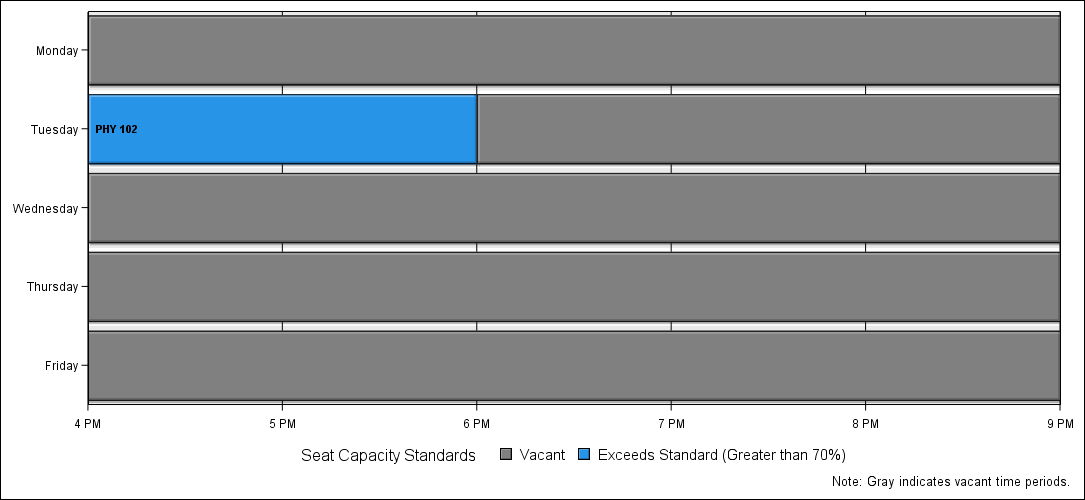 Monday
Tuesday
PHY 102
Wednesday
Thursday
Friday
4 PM 5 PM 6 PM 7 PM 8 PM 9 PM
Seat Capacity Standards Vacant Exceeds Standard (Greater than 70%)
Note: Gray indicates vacant time periods.